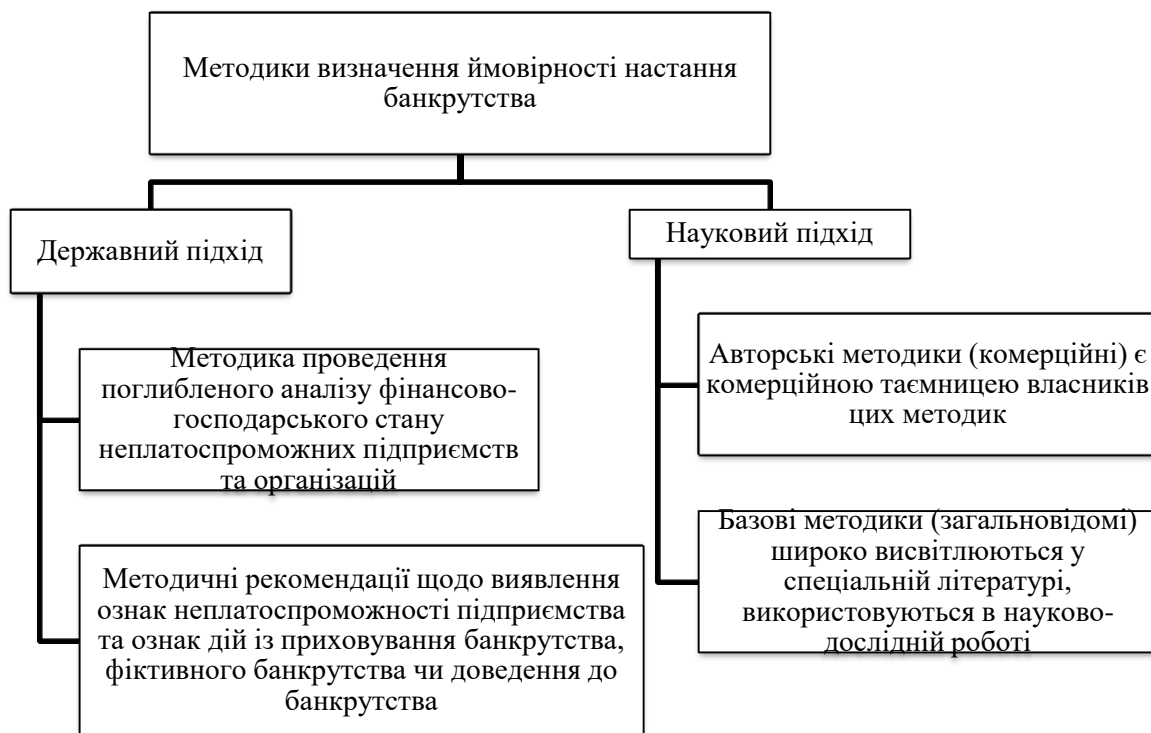 Методики визначення ймовірності настання
банкрутства
Державний підхід
Науковий підхід
Методика проведення
поглибленого аналізу фінансово-
господарського стану
неплатоспроможних підприємств
та організацій
Методичні рекомендації щодо виявлення
ознак неплатоспроможності підприємства
та ознак дій із приховування банкрутства,
фіктивного банкрутства чи доведення до
банкрутства
Авторські методики (комерційні) є
комерційною таємницею власників
цих методик
Базові методики (загальновідомі)
широко висвітлюються у
спеціальній літературі,
використовуються в науково-
дослідній роботі